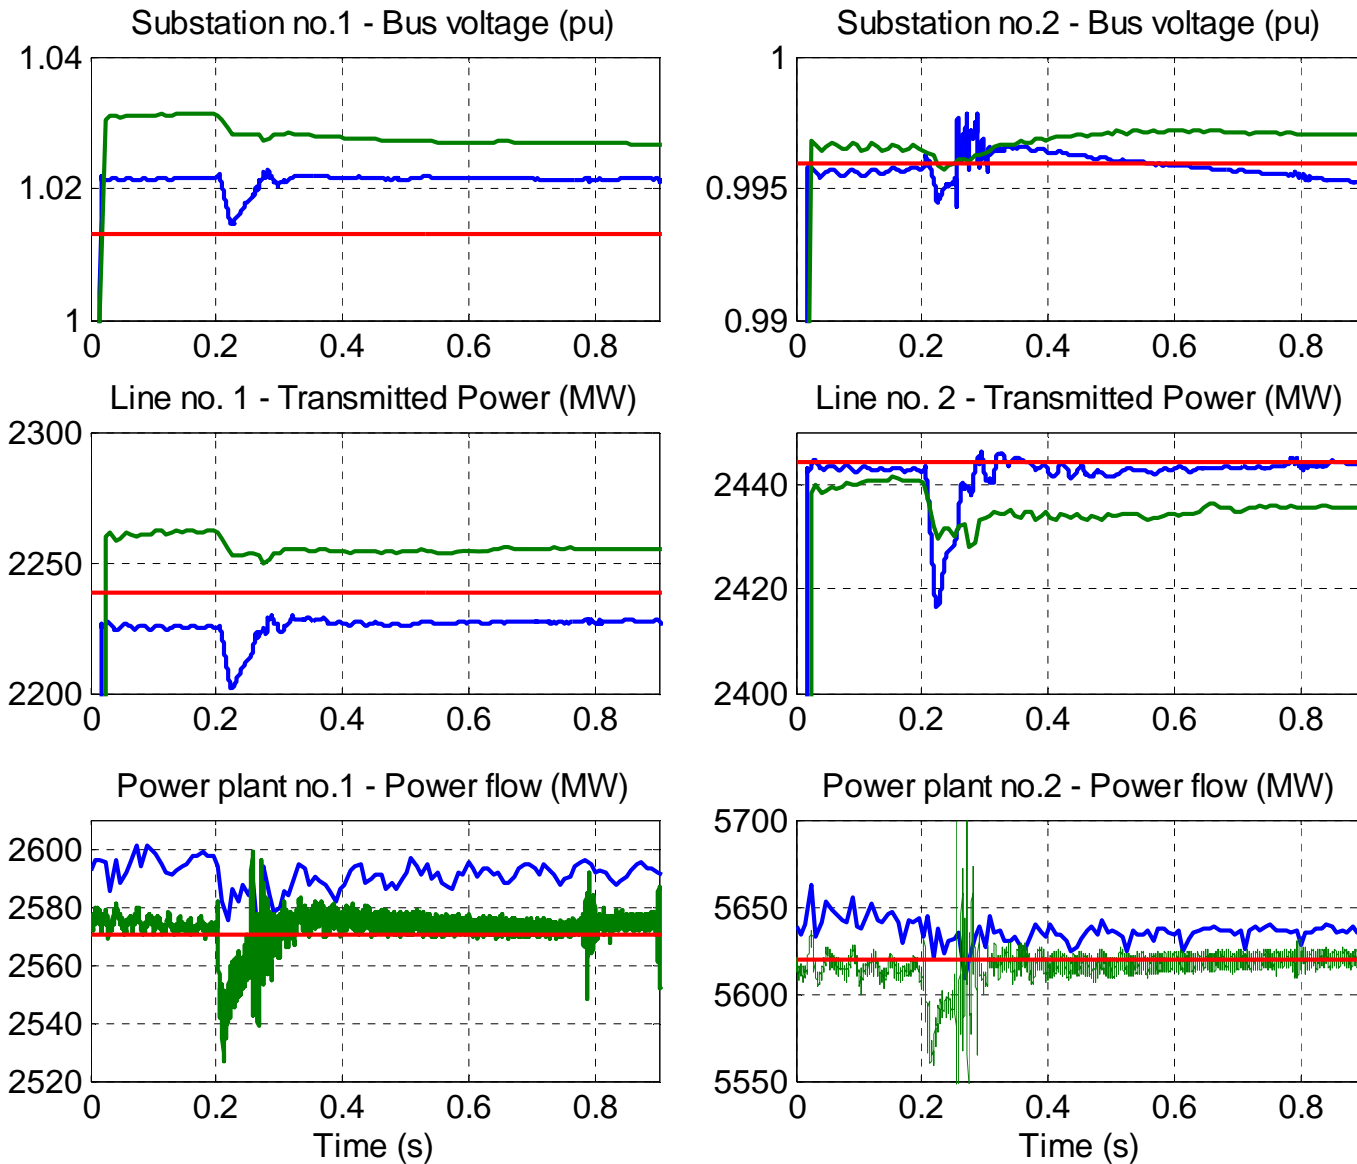 Substation no.1 - Bus voltage (pu)
Substation no.2 - Bus voltage (pu)
1.04
1.02
1
0 0.2 0.4 0.6 0.8
1
0.995
0.99
0 0.2 0.4 0.6 0.8
Line no. 1 - Transmitted Power (MW)
Line no. 2 - Transmitted Power (MW)
2300
2250
2200
0 0.2 0.4 0.6 0.8
2440
2420
2400
0 0.2 0.4 0.6 0.8
Power plant no.1 - Power flow (MW)
Power plant no.2 - Power flow (MW)
2600
2580
2560
2540
2520
0 0.2 0.4 0.6 0.8
Time (s)
5700
5650
5600
5550
0 0.2 0.4 0.6 0.8
Time (s)